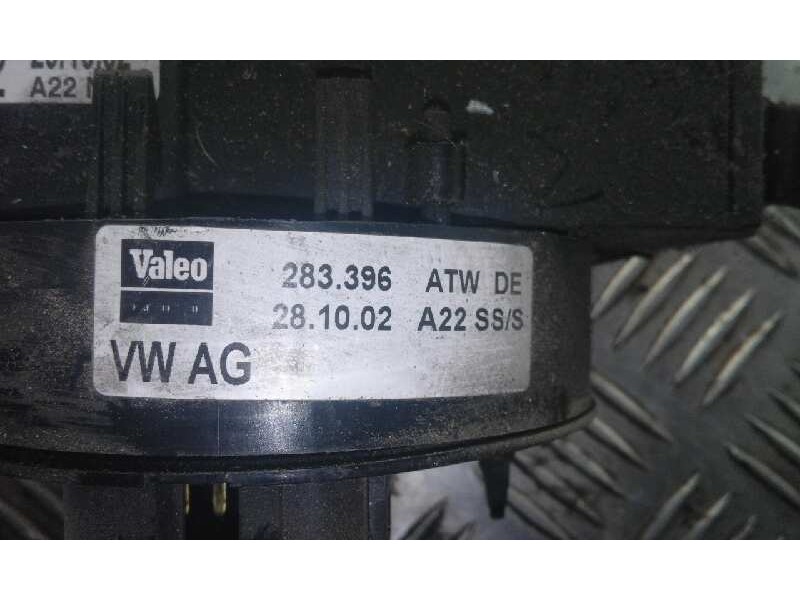 A22
Valeo
283.396 ATW DE
28.10.02 A22 SS/S
VW AG